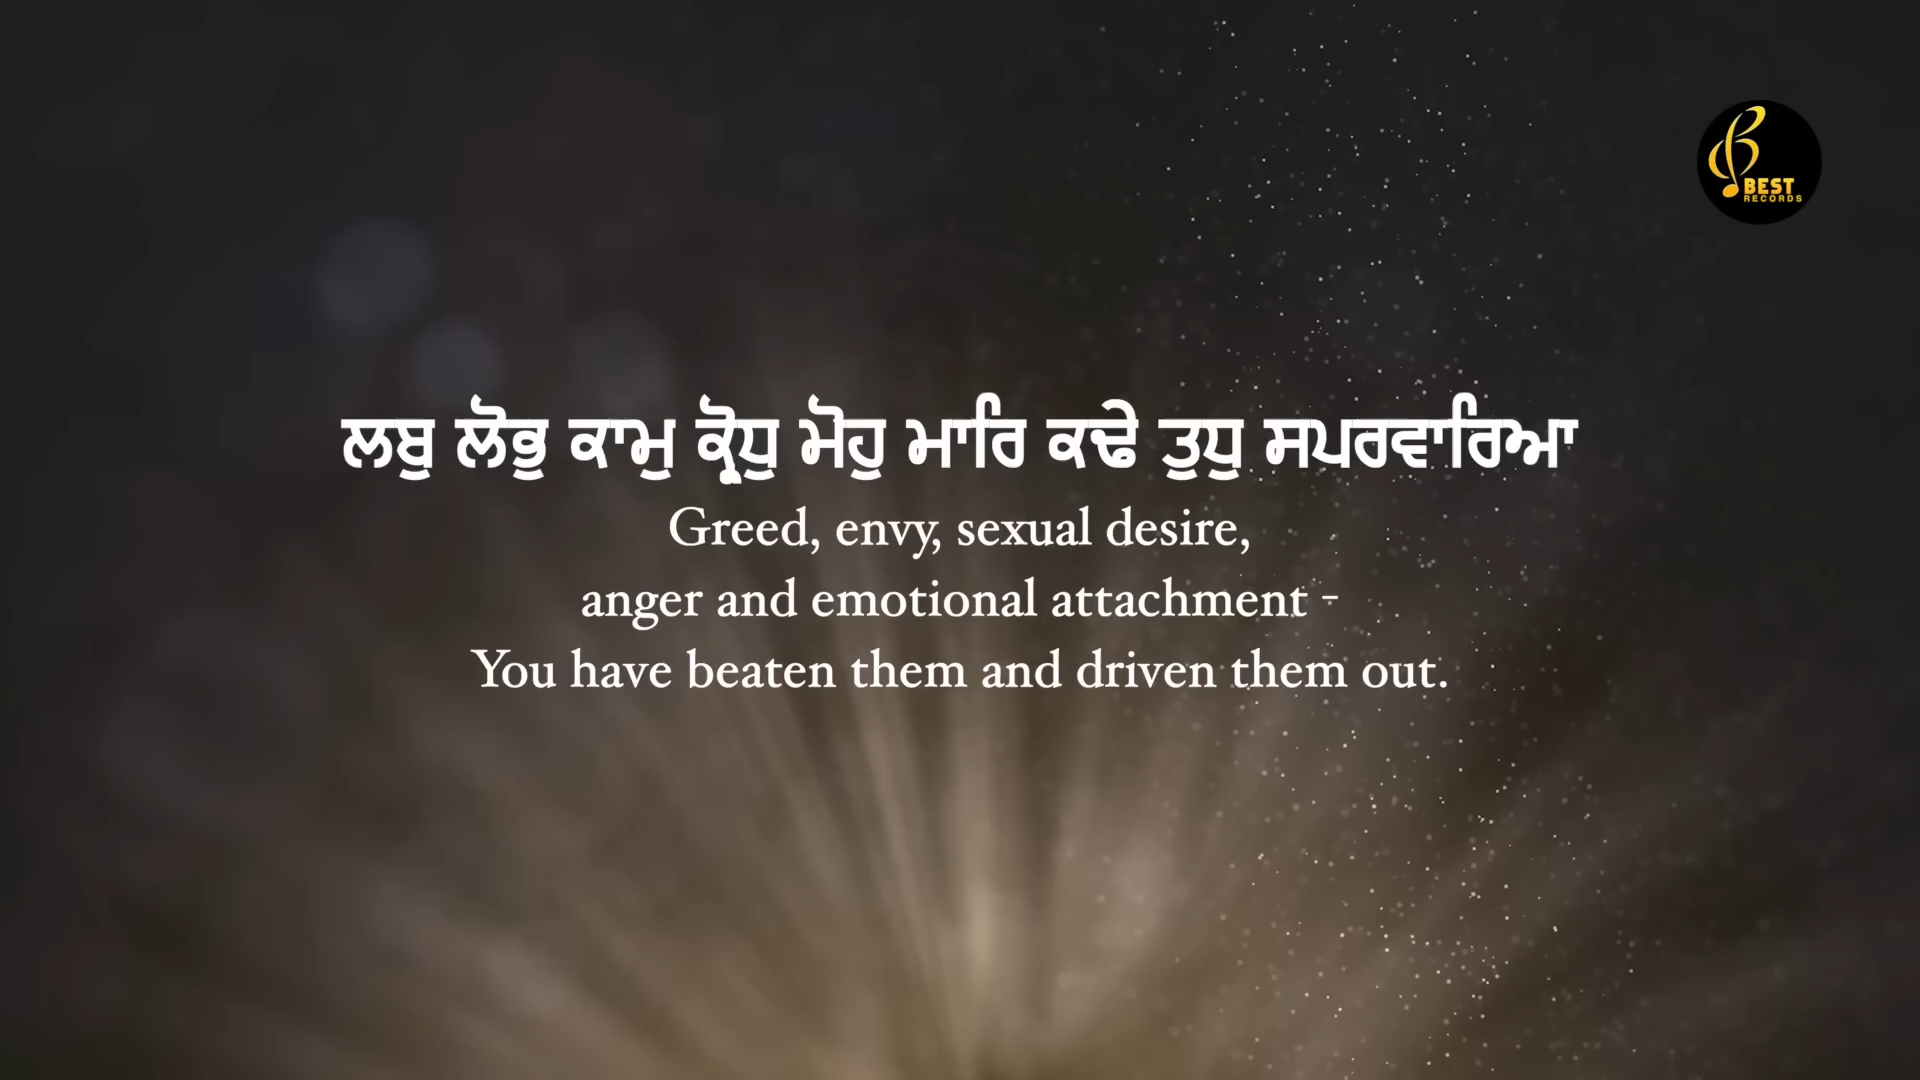 BEST
RECORDS
ਲਬੁ ਲੋਭੁ ਕਾਮੁ ਕ੍ਰੋਧੁ ਮੋਹੁ ਮਾਰਿ ਕਢੇ ਤੁਧੁ ਸਪਰਵਾਰਿਆ
Greed, envy, sexual desire,
anger and emotional attachment -
You have beaten them and driven them out.